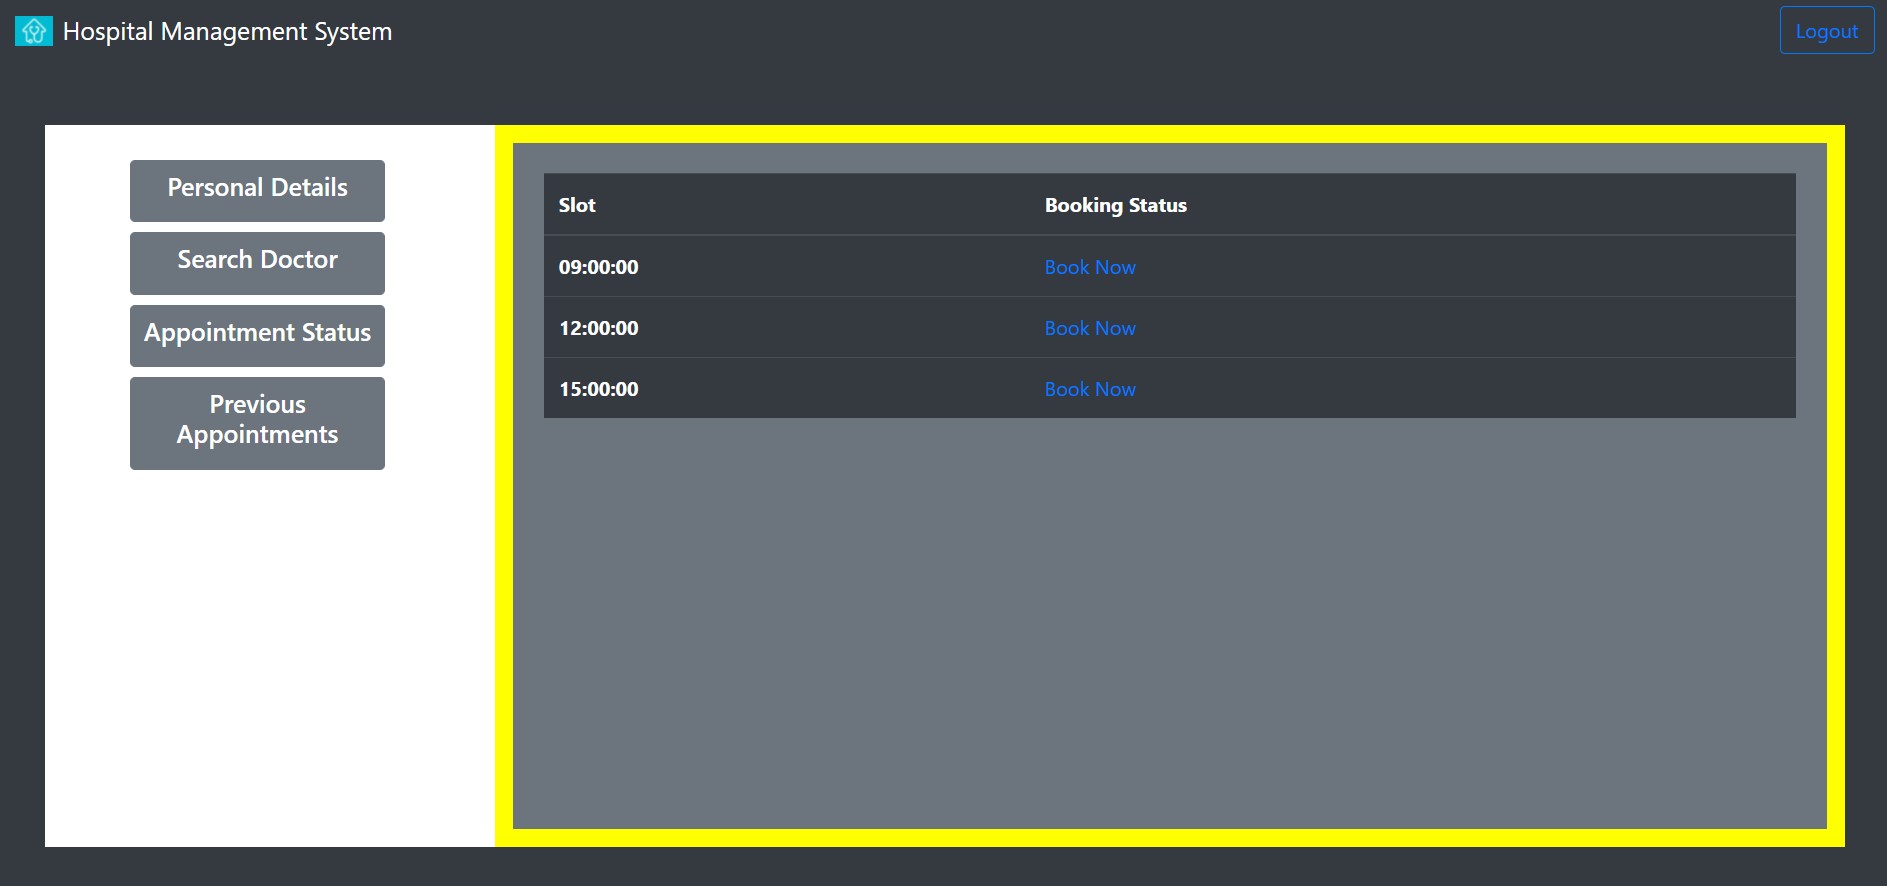 Hospital Management System
Logout
Personal Details
Search Doctor
Appointment Status
Previous
Appointments
Slot Booking Status
09:00:00 Book Now
12:00:00 Book Now
15:00:00 Book Now